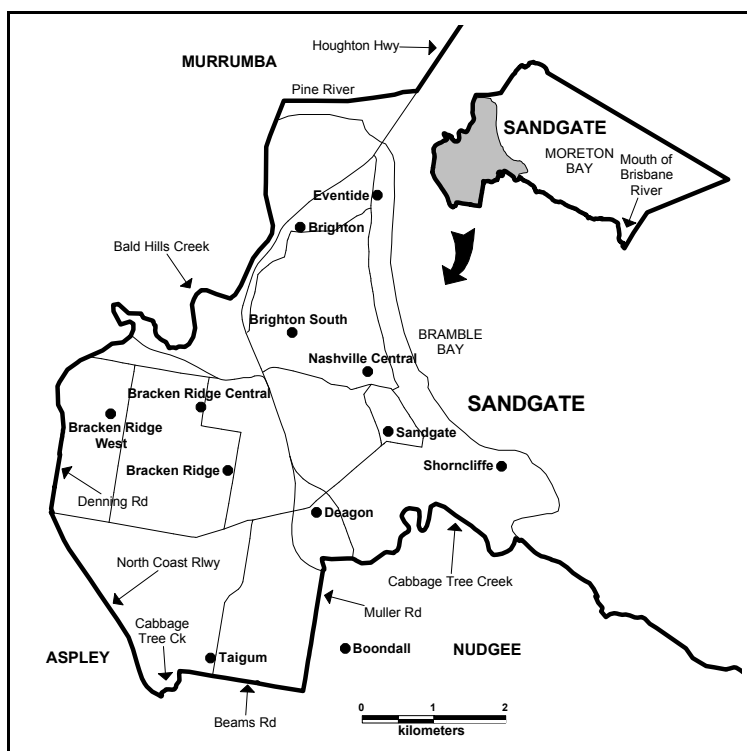 Houghton Hwy
MURRUMBA
Pine River
SANDGATE
MORETON
BAY
Mouth of
Brisbane
River
Eventide
Brighton
Bald Hills Creek
Brighton South
BRAMBLE
BAY
Nashville Central
Bracken Ridge Central
SANDGATE
Bracken Ridge
West
Sandgate
Bracken Ridge
Shorncliffe
Denning Rd
Deagon
North Coast Rlwy
Cabbage Tree Creek
Muller Rd
Cabbage
Tree Ck
ASPLEY
Taigum
Boondall
NUDGEE
Beams Rd
0 1 2
kilometers